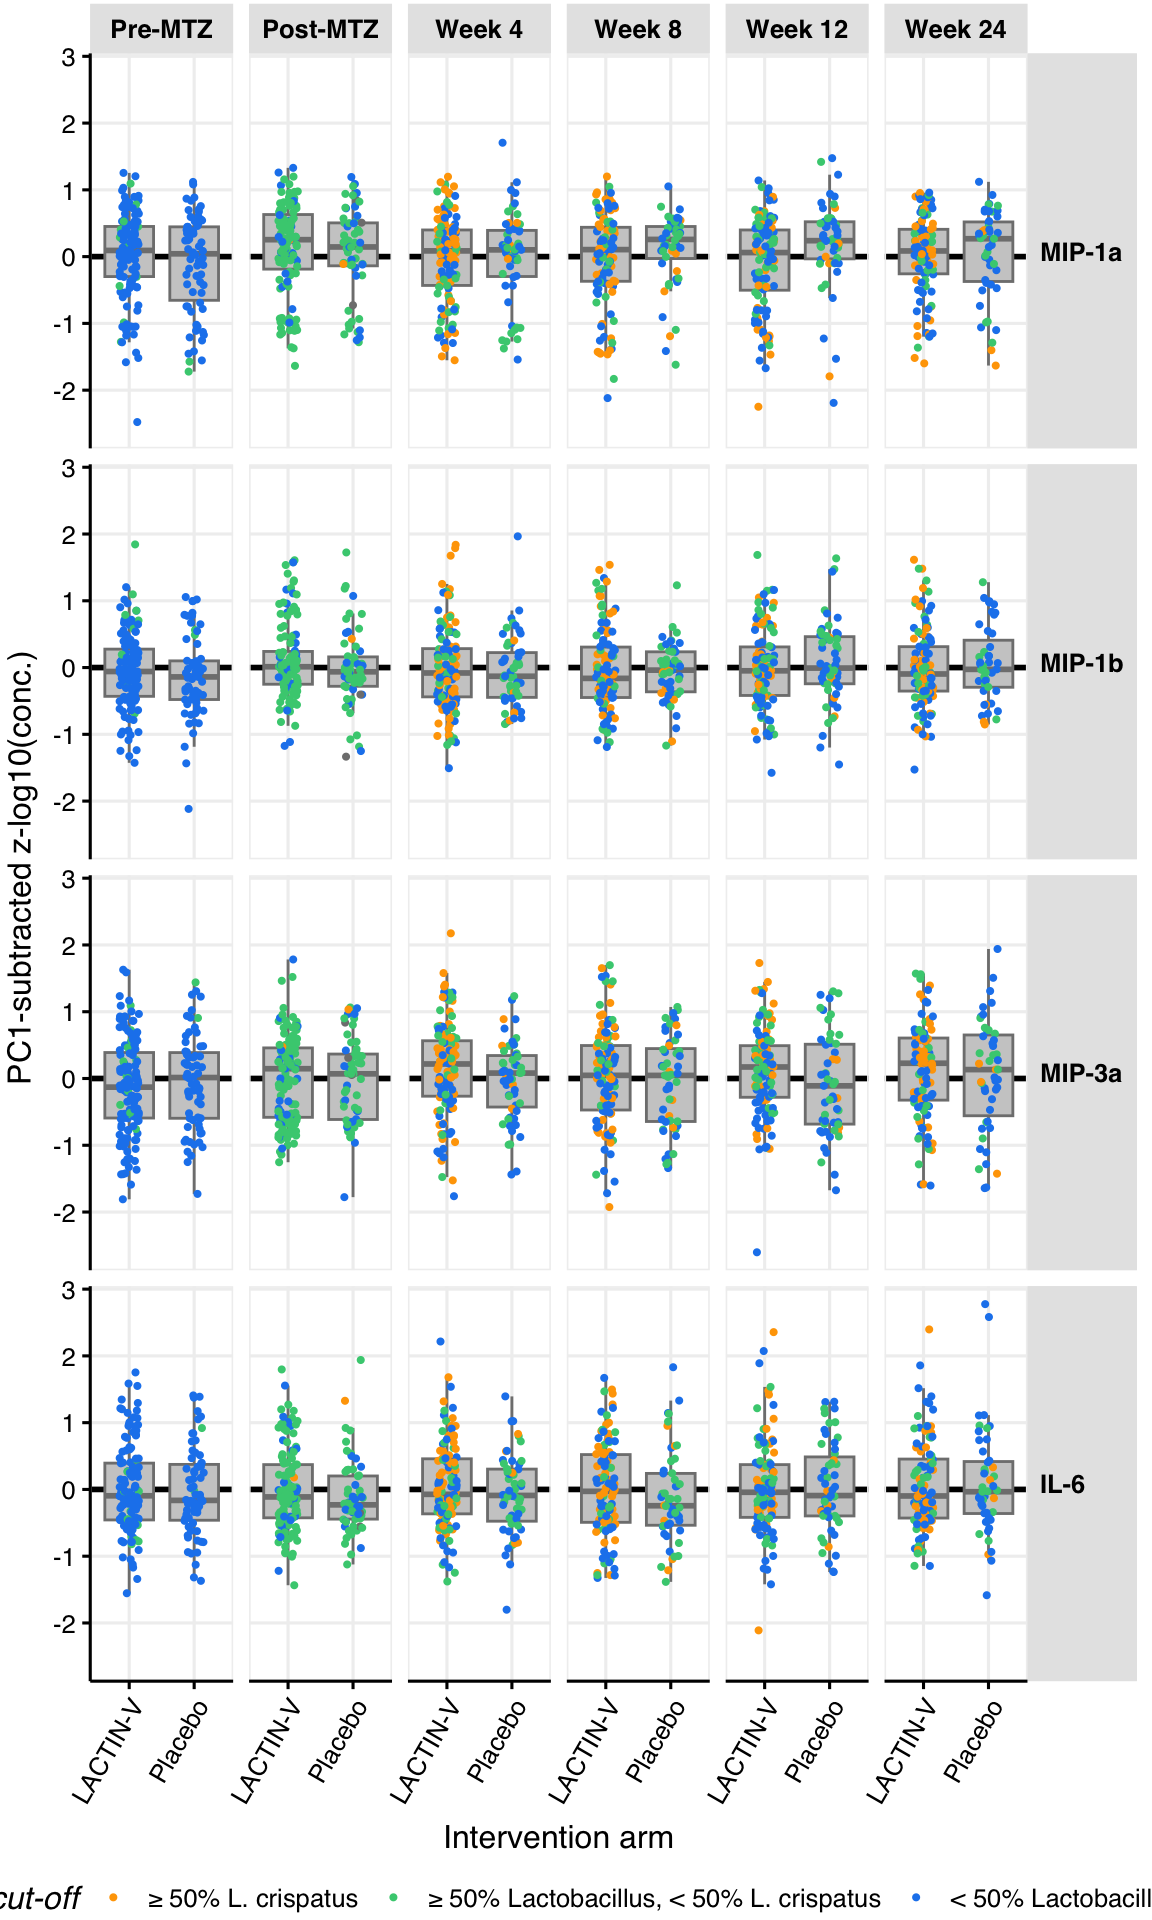 Pre-MTZ Post-MTZ Week 4 Week 8 Week 12 Week 24
3
2
1
0
-1
-2
MIP-1a
3
2
1
0
-1
-2
MIP-1b
3
2
1
0
-1
-2
MIP-3a
3
2
1
0
-1
-2
IL-6
PC1-subtracted z-log10(conc.)
LACTIN-V Placebo LACTIN-V Placebo LACTIN-V Placebo LACTIN-V Placebo LACTIN-V Placebo LACTIN-V Placebo
Intervention arm
cut-off ≥ 50% L. crispatus ≥ 50% Lactobacillus, < 50% L. crispatus < 50% Lactobacill